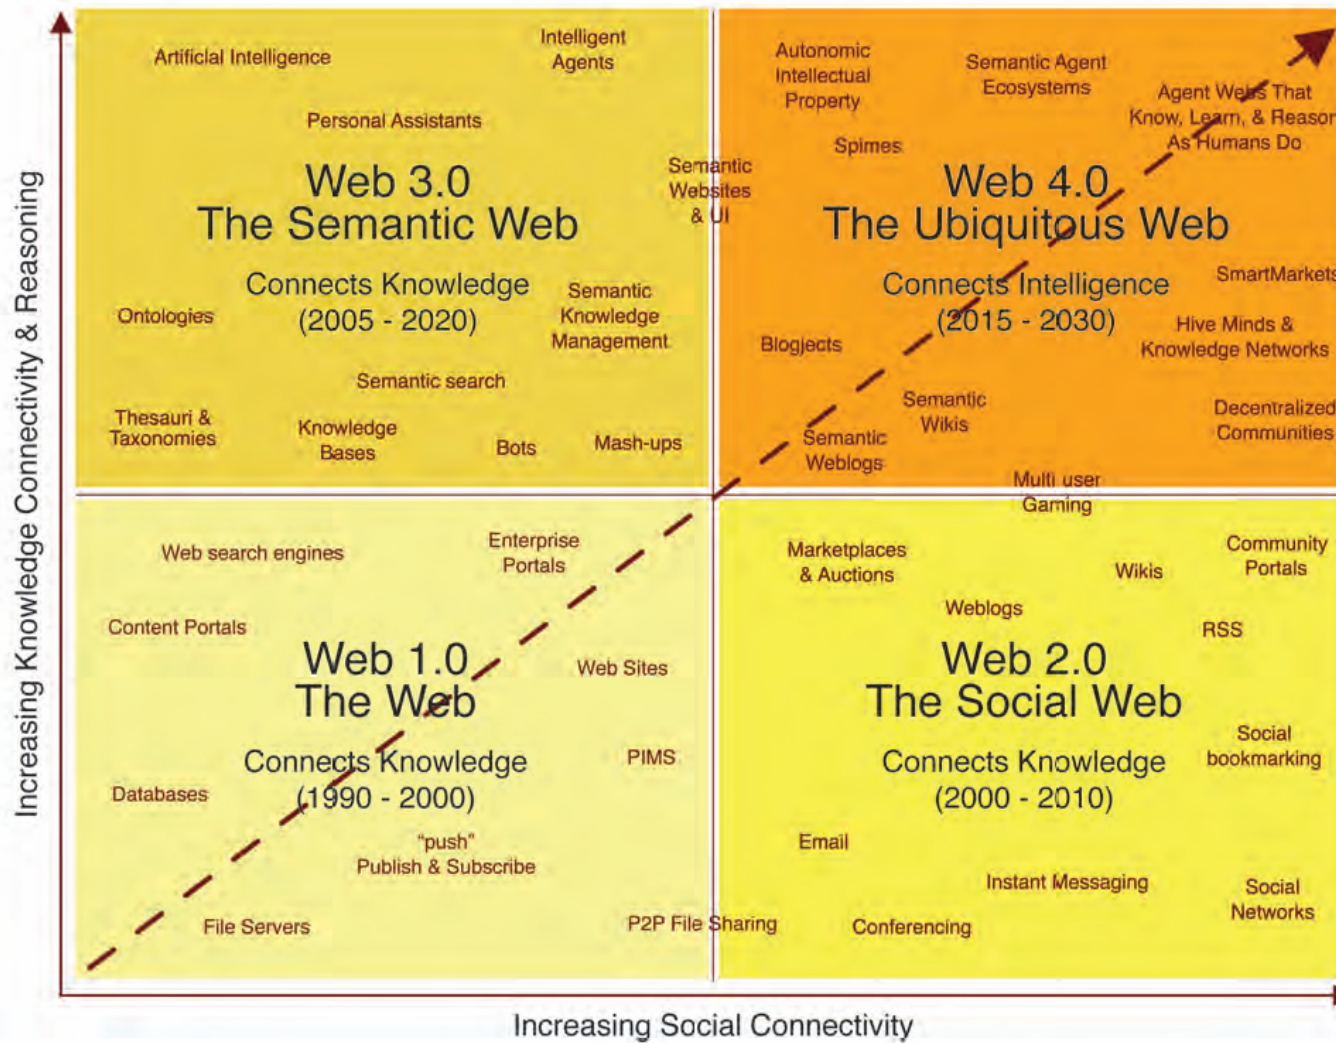 Increasing Knowledge Connectivity & Reasoning
Artificial Intelligence
Intelligent
Agents
Personal Assistants
Web 3.0
The Semantic Web
Connects Knowledge
(2005 - 2020)
Ontologies
Semantic
Knowledge
Management
Semantic search
Thesauri &
Taxonomies
Knowledge
Bases
Bots
Mash-ups
Semantic
Websites
& UI
Autonomic
Intellectual
Property
Semantic Agent
Ecosystems
Agent Webs That
Know, Learn, & Reason
As Humans Do
Spimes
Web 4.0
The Ubiquitous Web
Connects Intelligence
(2015 - 2030)
SmartMarkets
Blogjects
Hive Minds &
Knowledge Networks
Semantic
Wikis
Decentralized
Communities
Semantic
Weblogs
Multi user
Gaming
Web search engines
Enterprise
Portals
Content Portals
Web 1.0
The Web
Web Sites
Connects Knowledge
(1990 - 2000)
PIMS
Databases
“push”
Publish & Subscribe
File Servers
P2P File Sharing
Marketplaces
& Auctions
Wikis
Community
Portals
Weblogs
RSS
Web 2.0
The Social Web
Connects Knowledge
(2000 - 2010)
Social
bookmarking
Email
Instant Messaging
Social
Networks
Conferencing
Increasing Social Connectivity